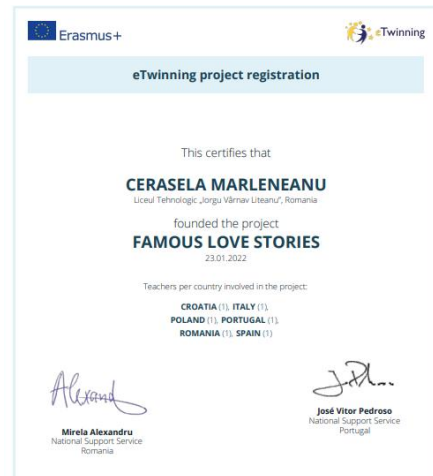 Erasmus+
eTwinning
eTwinning project registration
This certifies that
CERASELA MARLENEANU
Liceul Tehnologic „Iorgu Vârnav Liteanu”, Romania
founded the project
FAMOUS LOVE STORIES
23.01.2022
Teachers per country involved in the project:
CROATIA (1), ITALY (1),
POLAND (1), PORTUGAL (1),
ROMANIA (1), SPAIN (1)
Alexand
Mirela Alexandru
National Support Service
Romania
José Vitor Pedroso
National Support Service
Portugal